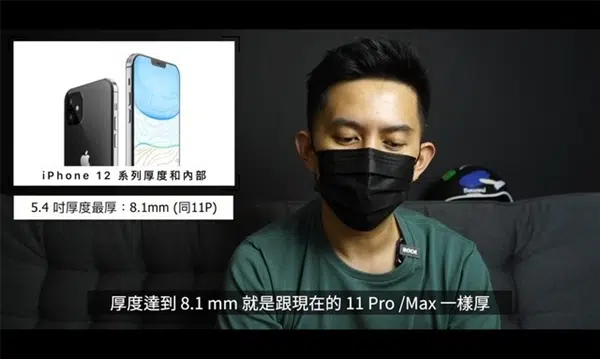 iPhone 12 系列厚度和內部
5.4 吋厚度最厚：8.1mm (同11P)
RODE
厚度達到 8.1 mm 就是跟現在的 11 Pro /Max 一樣厚